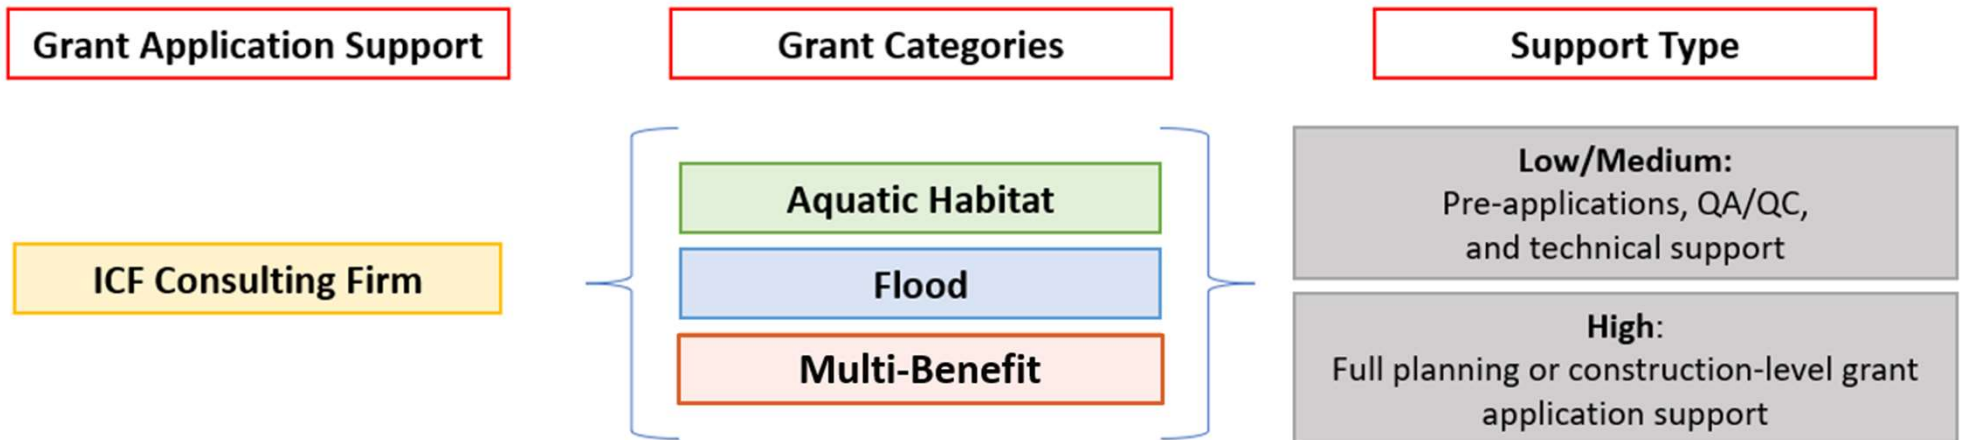 Grant Application Support
Grant Categories
Support Type
ICF Consulting Firm
Aquatic Habitat
Flood
Multi-Benefit
Low/Medium:
Pre-applications, QA/QC,
and technical support
High:
Full planning or construction-level grant
application support